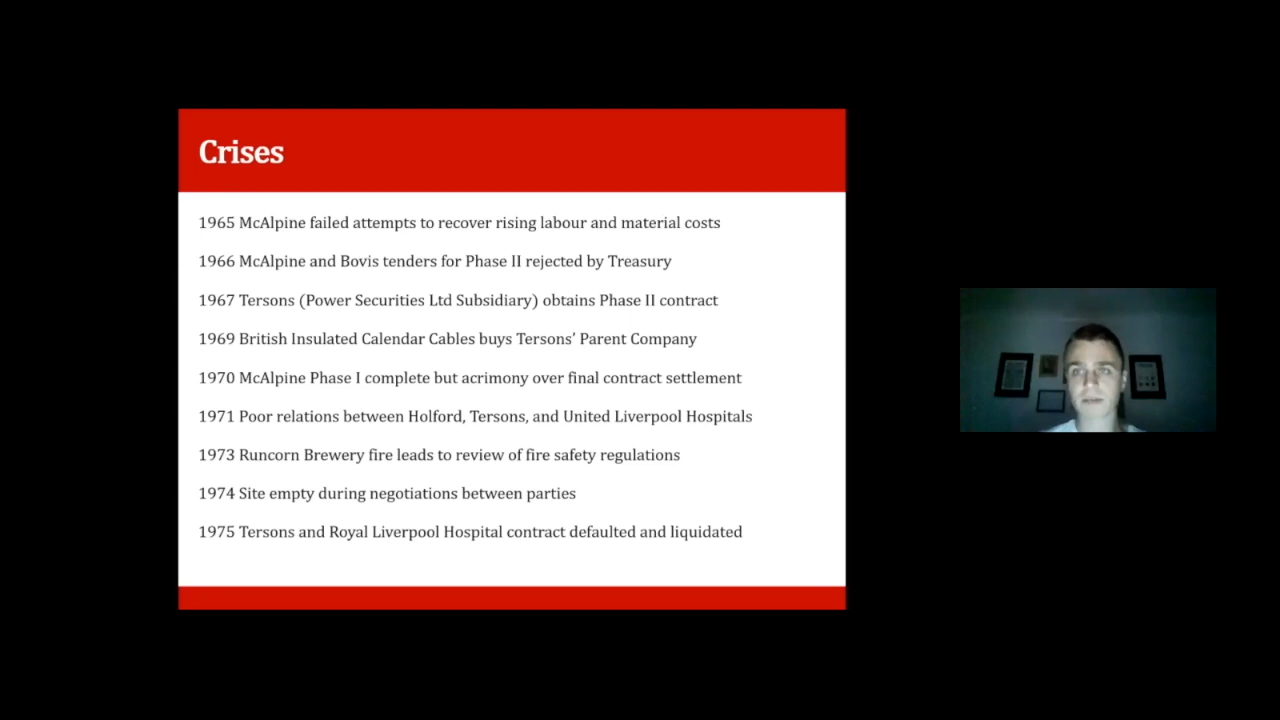 Crises
1965 McAlpine failed attempts to recover rising labour and material costs
1966 McAlpine and Bovis tenders for Phase II rejected by Treasury
1967 Tersons (Power Securities Ltd Subsidiary) obtains Phase II contract
1969 British Insulated Calendar Cables buys Tersons’ Parent Company
1970 McAlpine Phase I complete but acrimony over final contract settlement
1971 Poor relations between Holford, Tersons, and United Liverpool Hospitals
1973 Runcorn Brewery fire leads to review of fire safety regulations
1974 Site empty during negotiations between parties
1975 Tersons and Royal Liverpool Hospital contract defaulted and liquidated